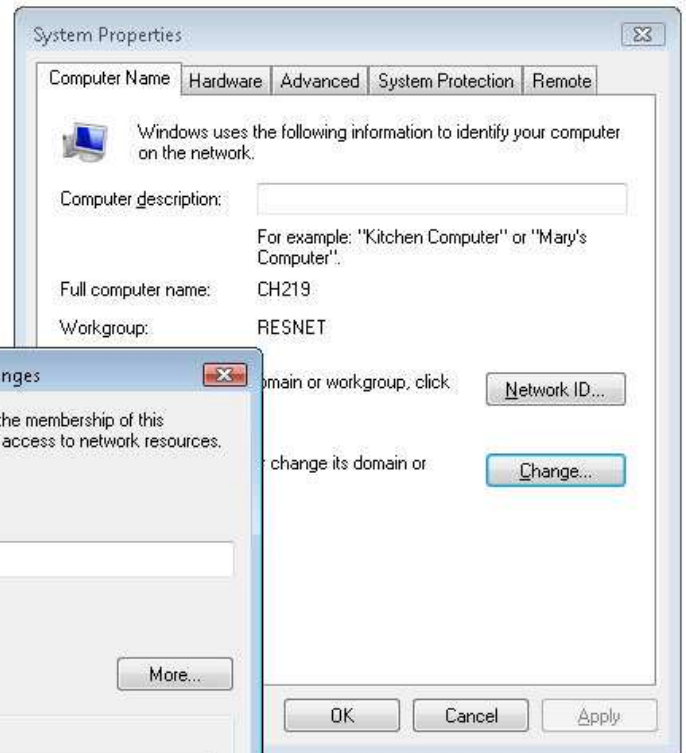 System Properties
Computer Name Hardware Advanced System Protection Remote
Windows uses the following information to identify your computer
on the network.
Computer description:
For example: "Kitchen Computer" or "Mary's
Computer".
Full computer name: CH219
Workgroup: RESNET
omain or workgroup, click
Network ID...
change its domain or
Change...
OK Cancel Apply
nges
the membership of this
access to network resources.
More...